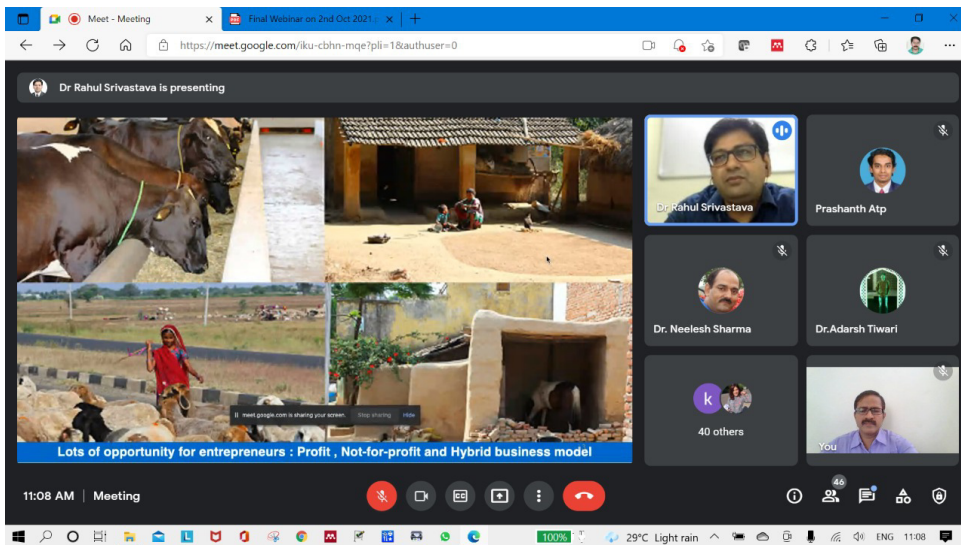 Meet - Meeting
Final Webinar on 2nd Oct 2021.p
https://meet.google.com/iku-cbhn-mqe?pli=1&authuser=0
Dr Rahul Srivastava is presenting
Dr Rahul Srivastava
Prashanth Atp
Dr. Neelesh Sharma
Dr.Adarsh Tiwari
k
40 others
You
meet.google.com is sharing your screen. Stop sharing Hide
Lots of opportunity for entrepreneurs : Profit , Not-for-profit and Hybrid business model
11:08 AM | Meeting
CC
46
100% 29°C Light rain ENG 11:08